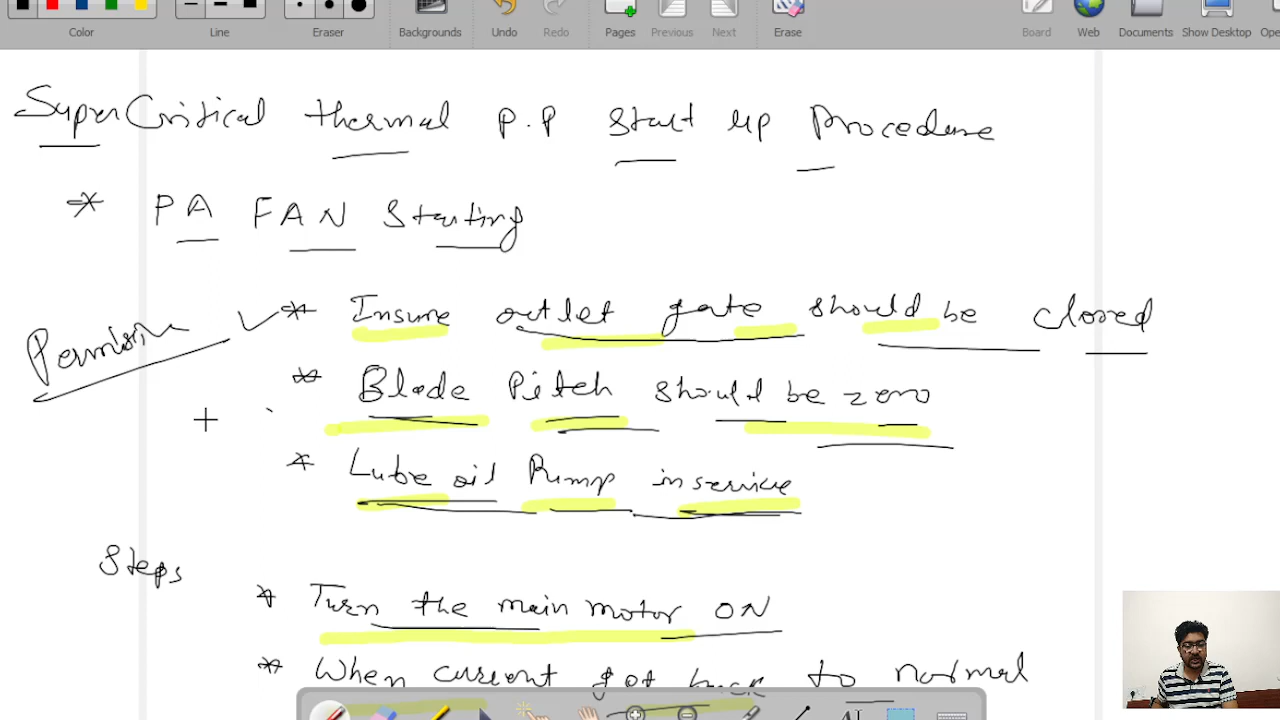 Color Line Eraser Backgrounds Undo Redo Pages Previous Next Erase Board Web Documents Show Desktop Ope
SuperCritical thermal P.P Start up Procedure
* PA FAN Starting
Permissive * Insure outlet gate should be closed
* Blade Pitch should be zero
+
* Lube oil Pump in service
Steps
* Turn the main motor ON
* When current got back to normal